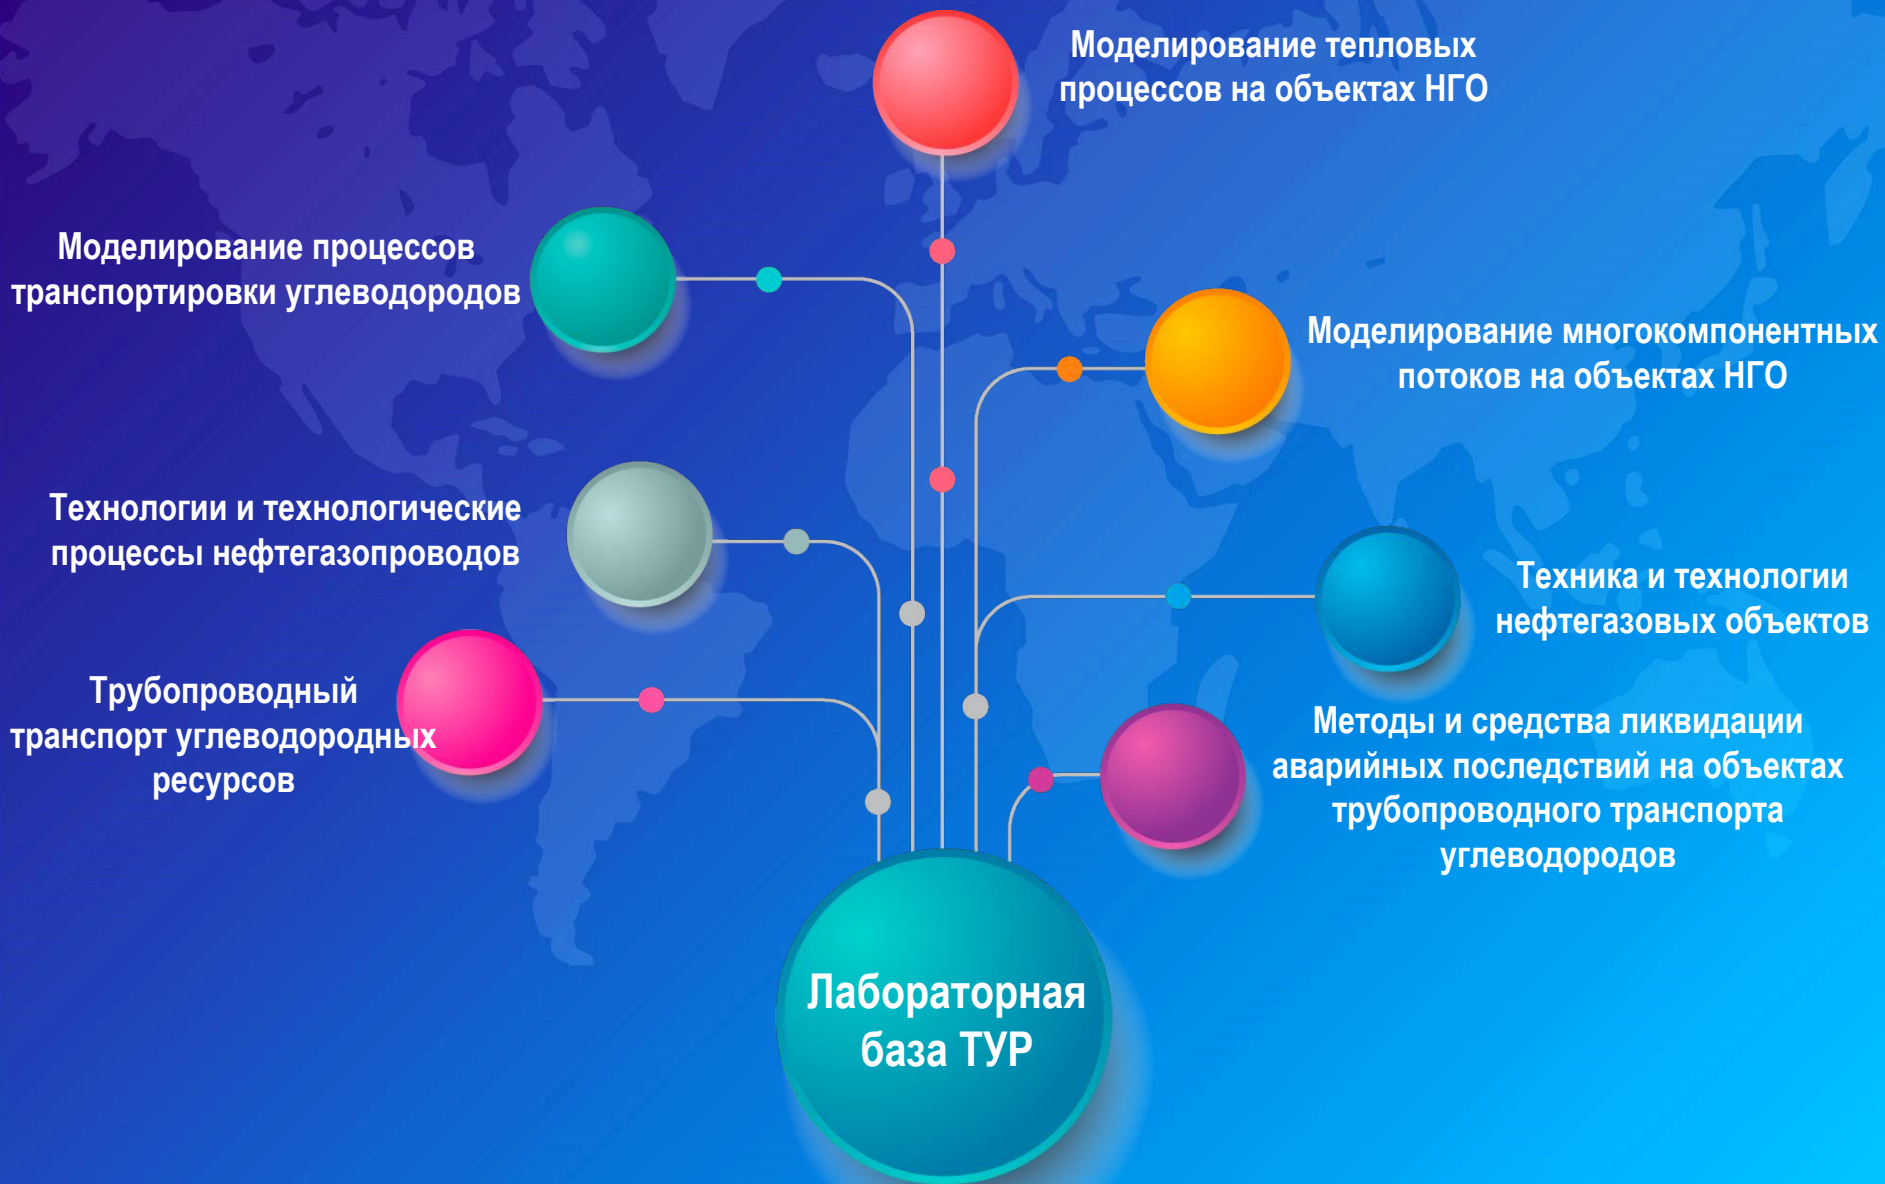 Моделирование тепловых
процессов на объектах НГО
Моделирование процессов
транспортировки углеводородов
Моделирование многокомпонентных
потоков на объектах НГО
Технологии и технологические
процессы нефтегазопроводов
Техника и технологии
нефтегазовых объектов
Трубопроводный
транспорт углеводородных
ресурсов
Методы и средства ликвидации
аварийных последствий на объектах
трубопроводного транспорта
углеводородов
Лабораторная
база ТУР